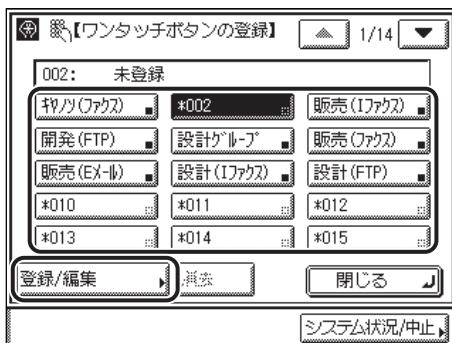 【ワンタッチボタンの登録】 1/14
002: 未登録
ｷﾔﾉﾝ(ﾌｧｸｽ) *002 販売(Iﾌｧｸｽ)
開発(FTP) 設計ｸﾞﾙｰﾌﾟ 販売(ﾌｧｸｽ)
販売(Eﾒｰﾙ) 設計(Iﾌｧｸｽ) 設計(FTP)
*010 *011 *012
*013 *014 *015
登録/編集 消去 閉じる
システム状況/中止